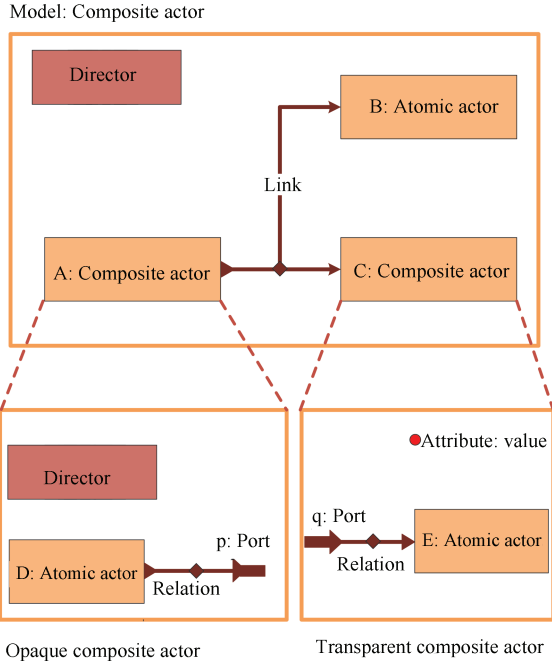 Model: Composite actor
Director
B: Atomic actor
Link
A: Composite actor
C: Composite actor
Director
D: Atomic actor
p: Port
Relation
Attribute: value
q: Port
E: Atomic actor
Relation
Opaque composite actor
Transparent composite actor